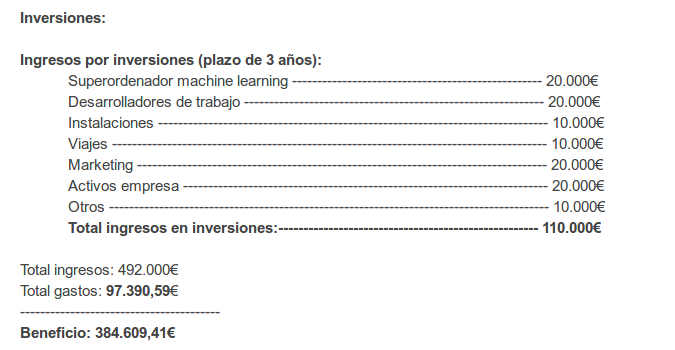 Inversiones:
Ingresos por inversiones (plazo de 3 años):
Superordenador machine learning -------------------------------------------------- 20.000€
Desarrolladores de trabajo ------------------------------------------------------------ 20.000€
Instalaciones ------------------------------------------------------------------------------ 10.000€
Viajes --------------------------------------------------------------------------------------- 10.000€
Marketing ---------------------------------------------------------------------------------- 20.000€
Activos empresa ------------------------------------------------------------------------- 20.000€
Otros ---------------------------------------------------------------------------------------- 10.000€
Total ingresos en inversiones:---------------------------------------------------- 110.000€
Total ingresos: 492.000€
Total gastos: 97.390,59€
----------------------------------------
Beneficio: 384.609,41€